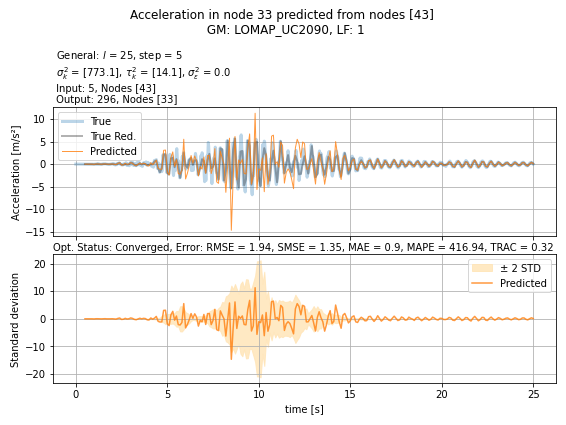 Acceleration in node 33 predicted from nodes [43]
GM: LOMAP_UC2090, LF: 1
General: l = 25, step = 5
σ²ₖ = [773.1], τ²ₖ = [14.1], σ²ε = 0.0
Input: 5, Nodes [43]
Output: 296, Nodes [33]
True
True Red.
Predicted
Acceleration [m/s²]
10
5
0
−5
−10
−15
Opt. Status: Converged, Error: RMSE = 1.94, SMSE = 1.35, MAE = 0.9, MAPE = 416.94, TRAC = 0.32
± 2 STD
Predicted
Standard deviation
20
10
0
−10
−20
0 5 10 15 20 25
time [s]